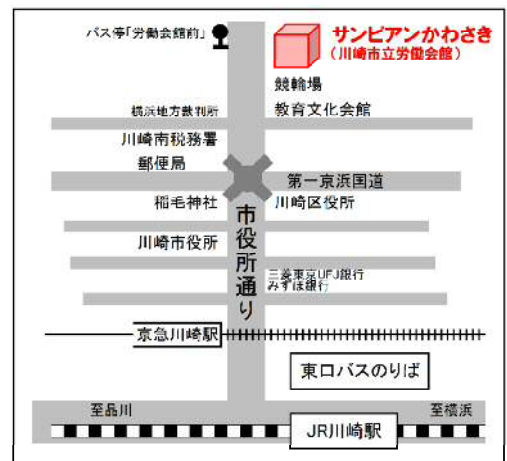 バス停「労働会館前」
サンピアンかわさき
（川崎市立労働会館）
競輪場
横浜地方裁判所
教育文化会館
川崎南税務署
郵便局
第一京浜国道
稲毛神社
川崎区役所
市役所通り
川崎市役所
三菱東京UFJ銀行
みずほ銀行
京急川崎駅
東口バスのりば
至品川
至横浜
JR川崎駅